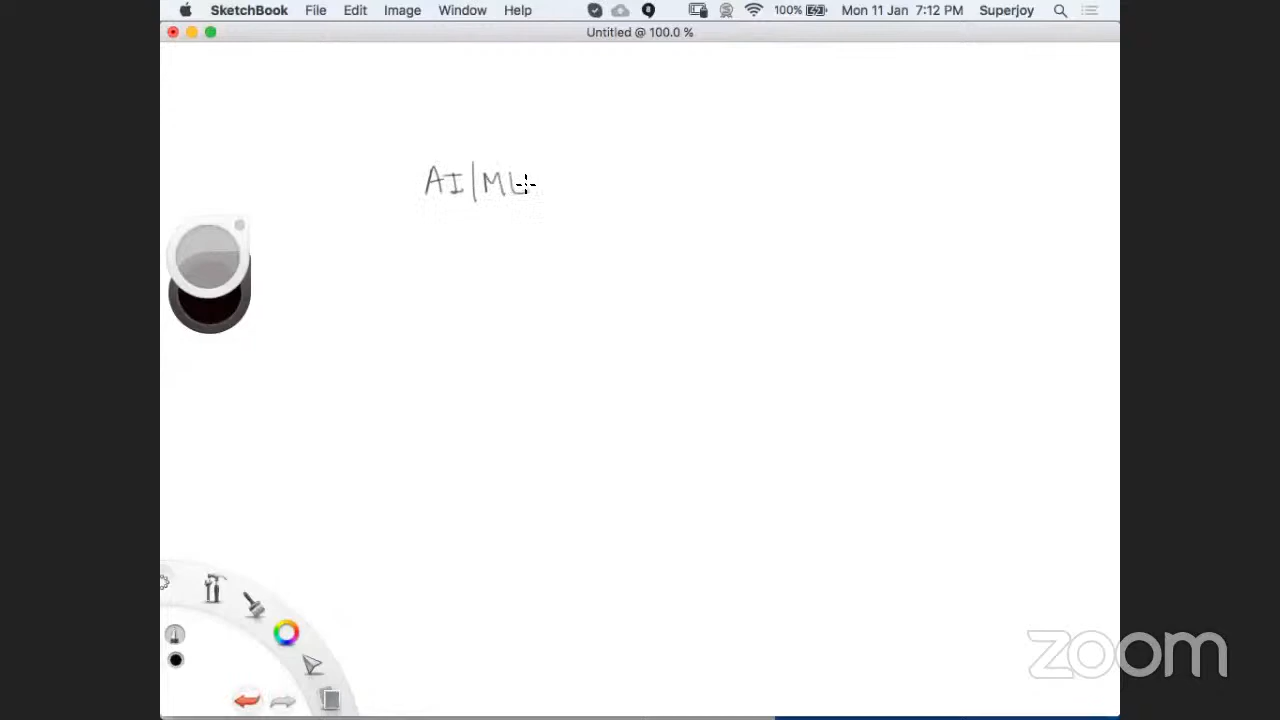 SketchBook File Edit Image Window Help 100% Mon 11 Jan 7:12 PM Superjoy
Untitled @ 100.0 %
AI/ML
zoom